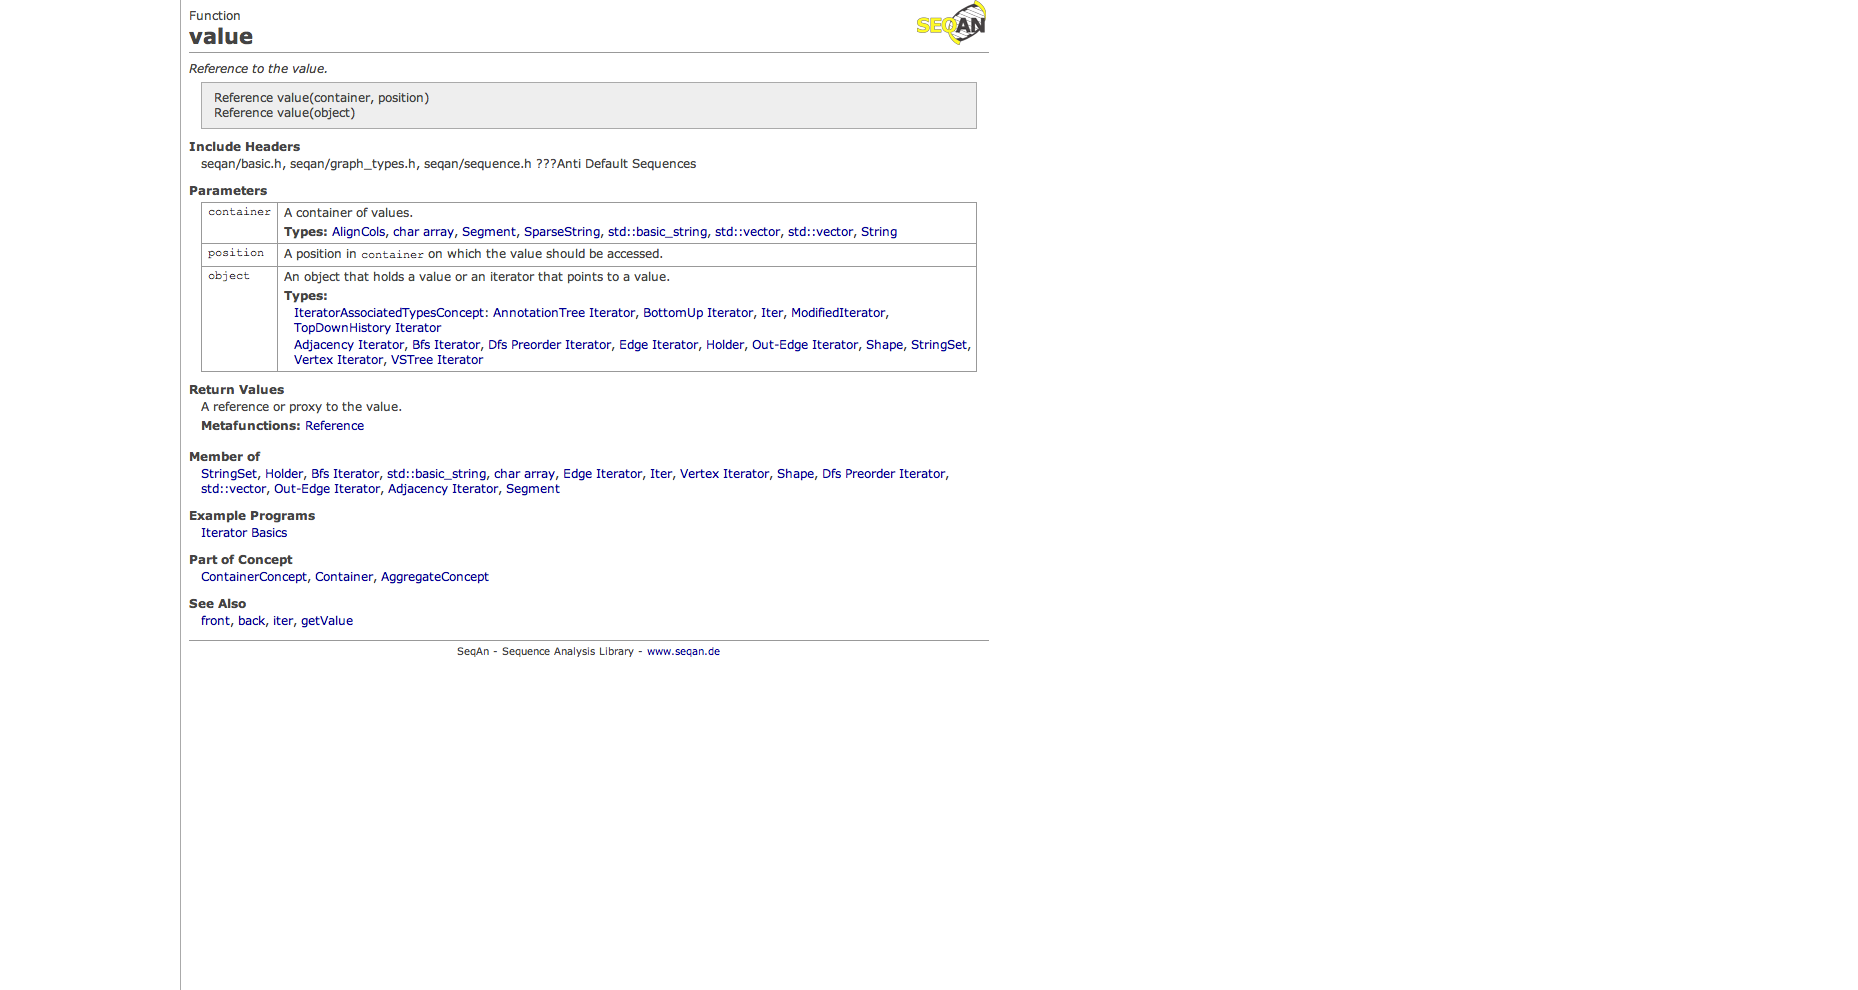 Function
SEQAN
value
Reference to the value.
Reference value(container, position)
Reference value(object)
Include Headers
seqan/basic.h, seqan/graph_types.h, seqan/sequence.h ???Anti Default Sequences
Parameters
container A container of values.
Types: AlignCols, char array, Segment, SparseString, std::basic_string, std::vector, std::vector, String
position A position in container on which the value should be accessed.
object An object that holds a value or an iterator that points to a value.
Types:
IteratorAssociatedTypesConcept: AnnotationTree Iterator, BottomUp Iterator, Iter, ModifiedIterator,
TopDownHistory Iterator
Adjacency Iterator, Bfs Iterator, Dfs Preorder Iterator, Edge Iterator, Holder, Out-Edge Iterator, Shape, StringSet,
Vertex Iterator, VSTree Iterator
Return Values
A reference or proxy to the value.
Metafunctions: Reference
Member of
StringSet, Holder, Bfs Iterator, std::basic_string, char array, Edge Iterator, Iter, Vertex Iterator, Shape, Dfs Preorder Iterator,
std::vector, Out-Edge Iterator, Adjacency Iterator, Segment
Example Programs
Iterator Basics
Part of Concept
ContainerConcept, Container, AggregateConcept
See Also
front, back, iter, getValue
SeqAn - Sequence Analysis Library - www.seqan.de